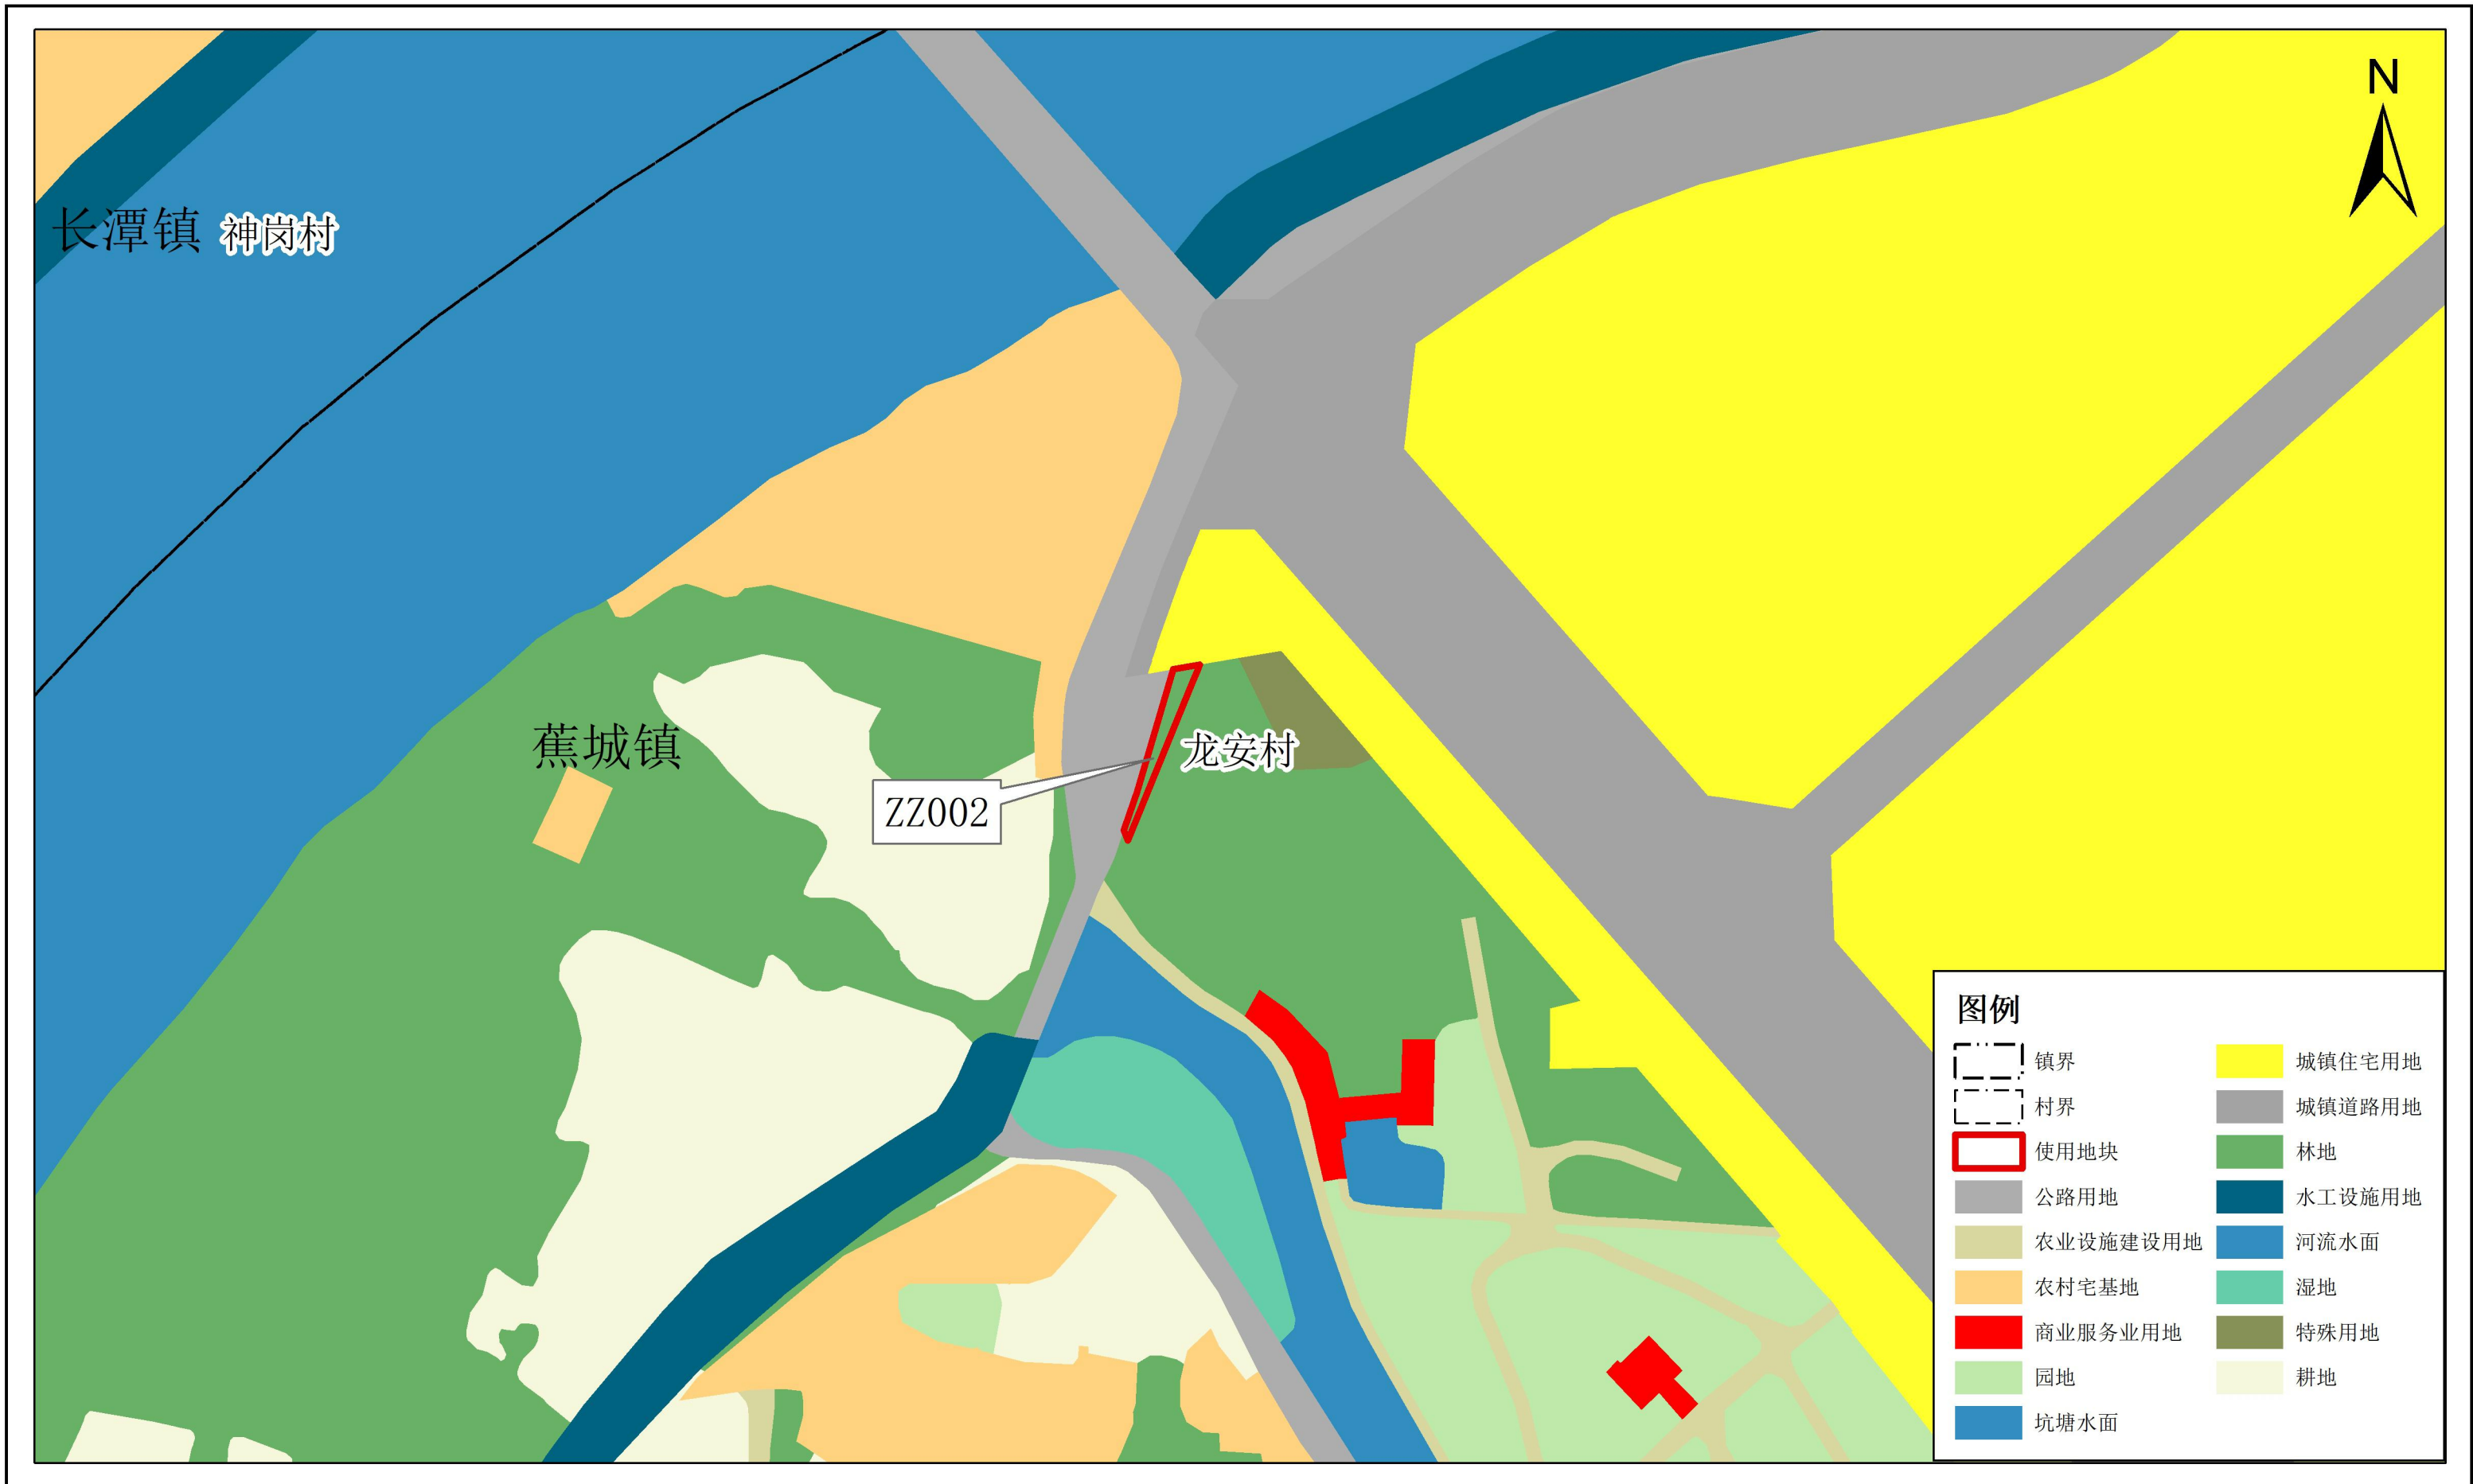 N
长潭镇 神岗村
蕉城镇
龙安村
ZZ002
图例
镇界
村界
使用地块
公路用地
农业设施建设用地
农村宅基地
商业服务业用地
园地
坑塘水面
城镇住宅用地
城镇道路用地
林地
水工设施用地
河流水面
湿地
特殊用地
耕地